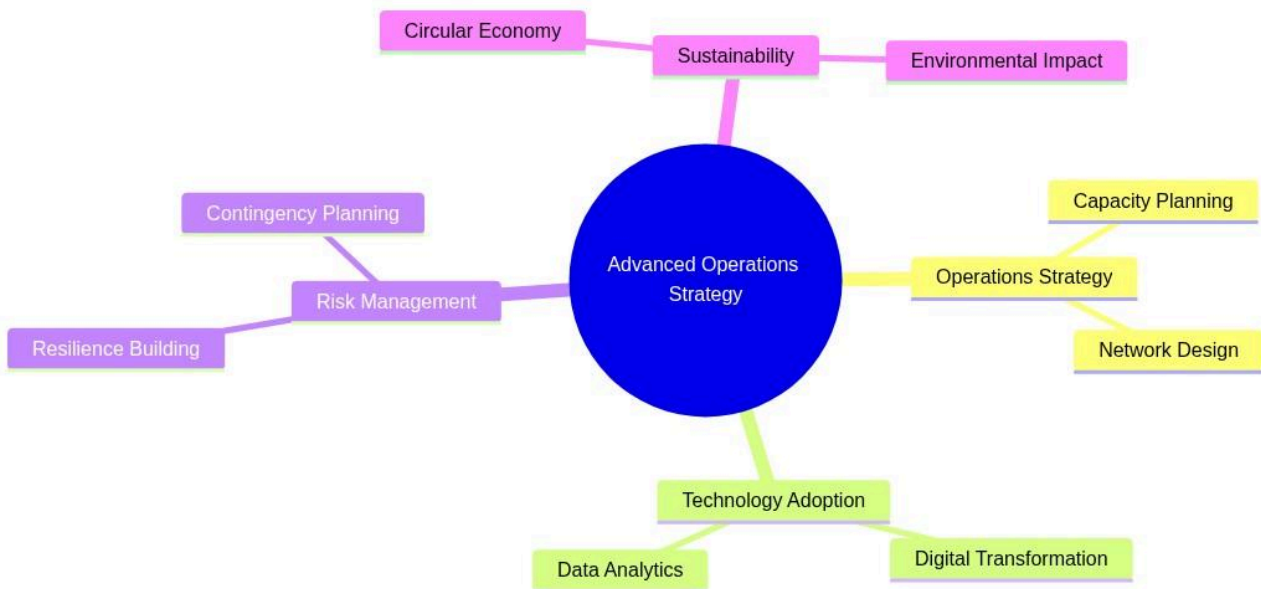 Circular Economy
Sustainability
Environmental Impact
Contingency Planning
Capacity Planning
Advanced Operations
Strategy
Operations Strategy
Risk Management
Resilience Building
Network Design
Technology Adoption
Data Analytics
Digital Transformation